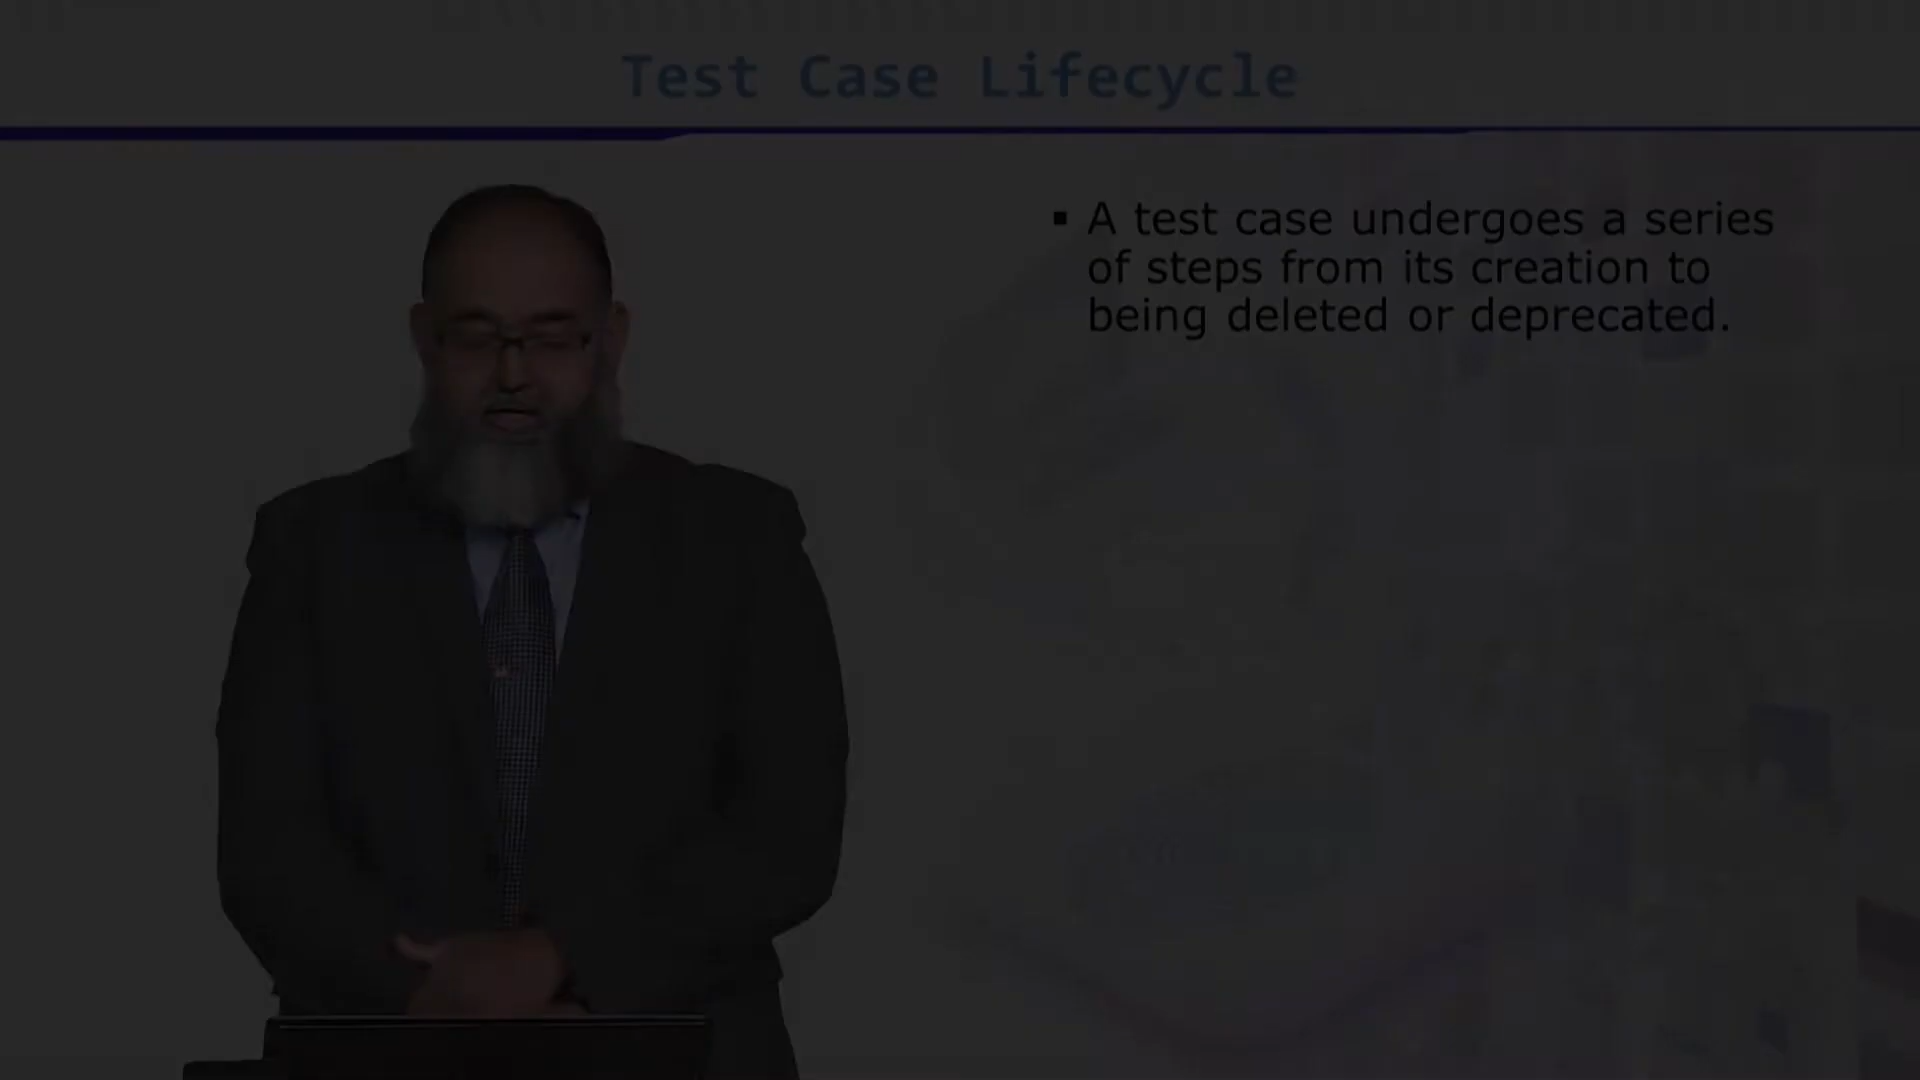 Test Case Lifecycle
▪ A test case undergoes a series
of steps from its creation to
being deleted or deprecated.